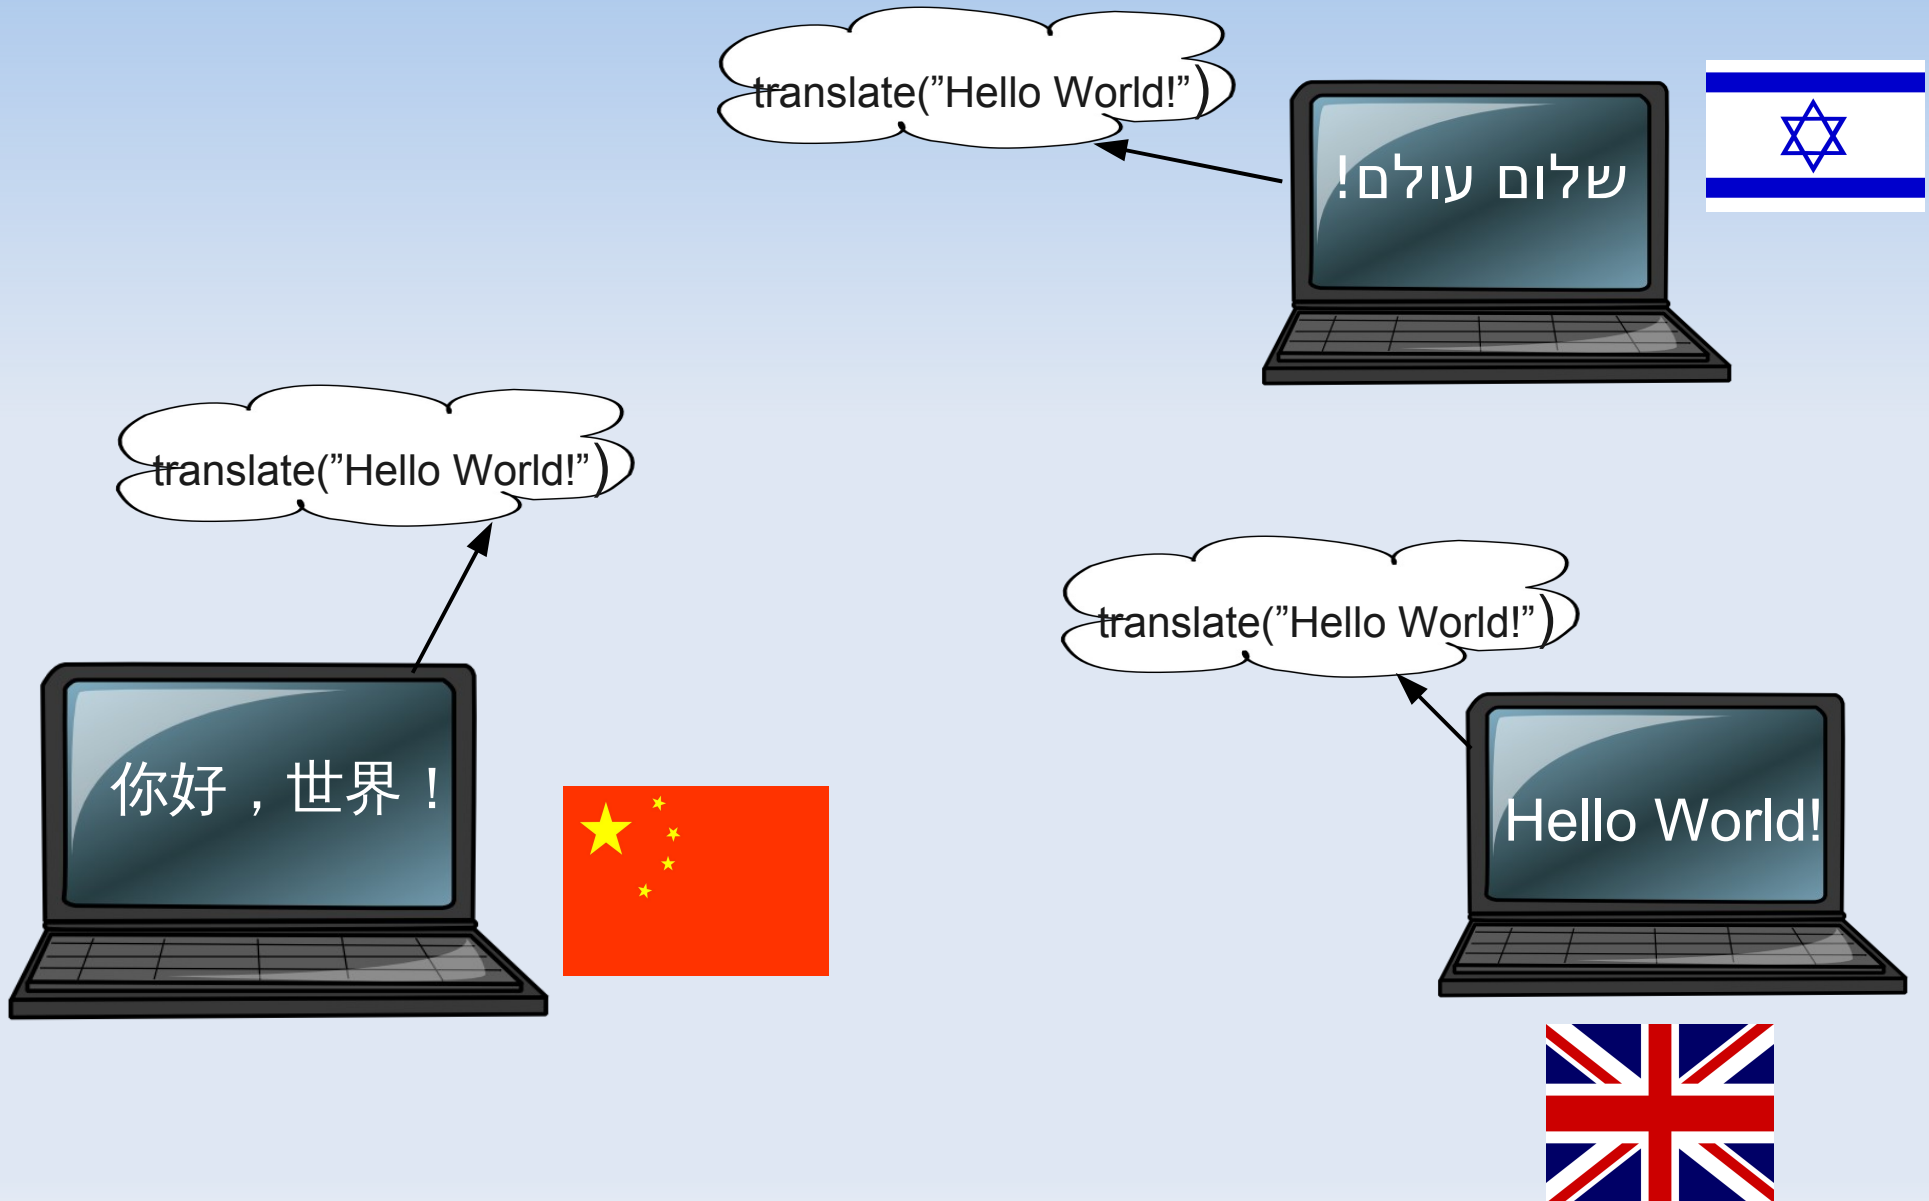 translate(”Hello World!”)
שלום עולם!
translate(”Hello World!”)
你好，世界！
translate(”Hello World!”)
Hello World!